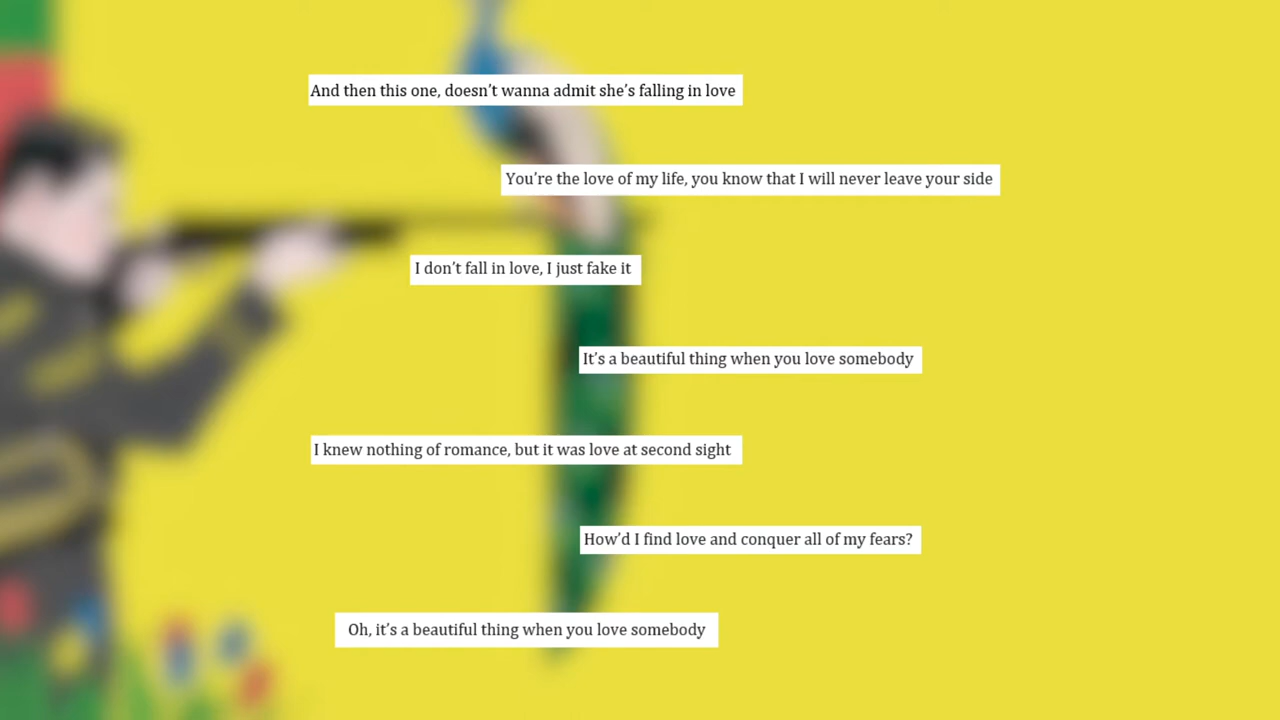 And then this one, doesn’t wanna admit she’s falling in love
You’re the love of my life, you know that I will never leave your side
I don’t fall in love, I just fake it
It’s a beautiful thing when you love somebody
I knew nothing of romance, but it was love at second sight
How’d I find love and conquer all of my fears?
Oh, it’s a beautiful thing when you love somebody